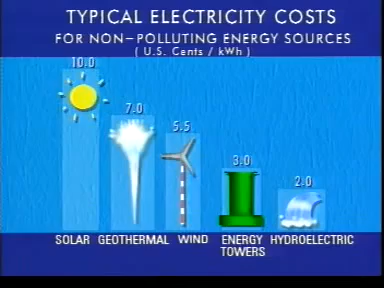 TYPICAL ELECTRICITY COSTS
FOR NON-POLLUTING ENERGY SOURCES
( U.S. Cents / kWh )
10.0
7.0
5.5
3.0
2.0
SOLAR GEOTHERMAL WIND ENERGY TOWERS HYDROELECTRIC